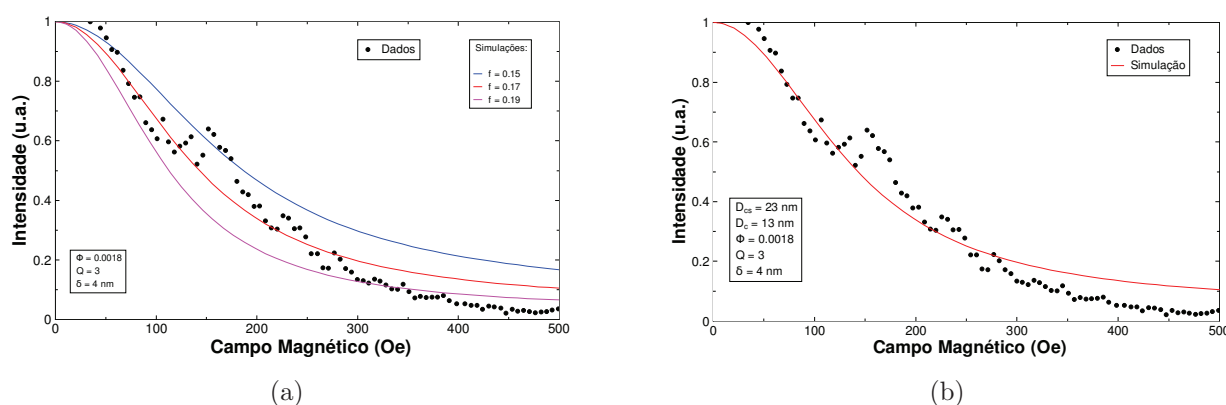 1
0.8
0.6
0.4
0.2
0
0 100 200 300 400 500
Intensidade (u.a.)
Campo Magnético (Oe)
Dados
Simulações:
f = 0.15
f = 0.17
f = 0.19
Φ = 0.0018
Q = 3
δ = 4 nm
(a)
1
0.8
0.6
0.4
0.2
0
0 100 200 300 400 500
Intensidade (u.a.)
Campo Magnético (Oe)
Dados
Simulação
Dcs = 23 nm
Dc = 13 nm
Φ = 0.0018
Q = 3
δ = 4 nm
(b)